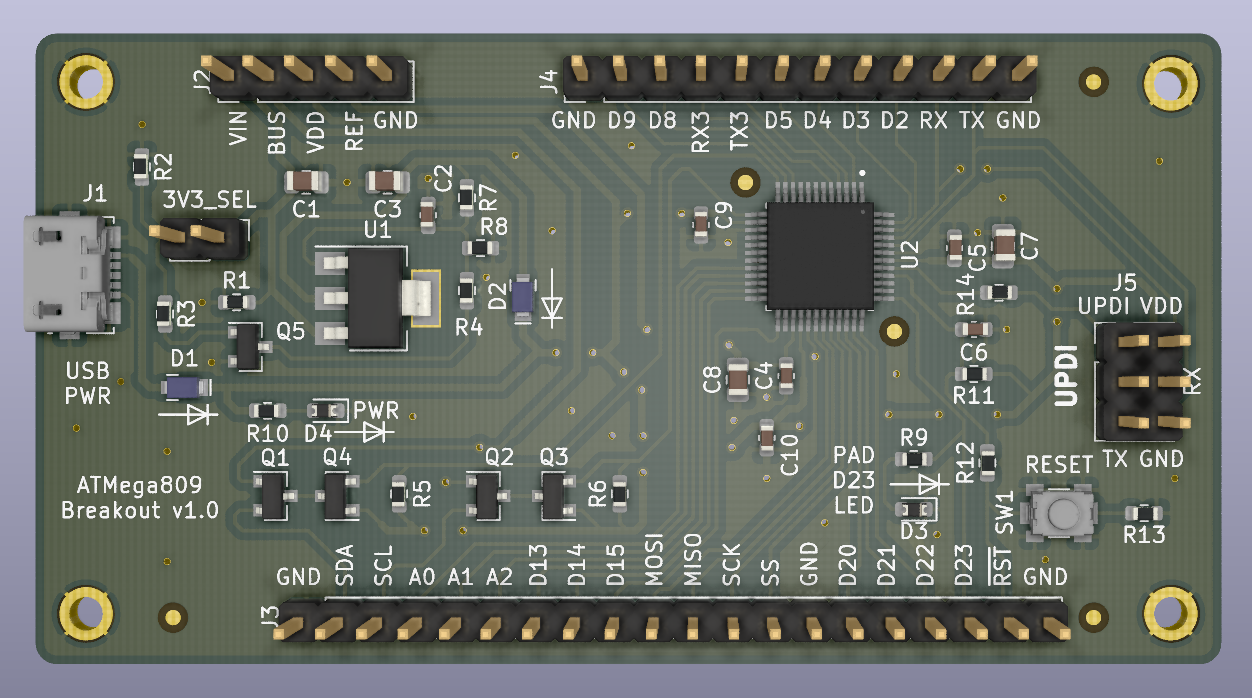 J2
VIN BUS VDD REF GND
J4
GND D9 D8 RX3 TX3 D5 D4 D3 D2 RX TX GND
R2
J1
3V3_SEL
C1
C3
C2
R7
U1
R8
C9
U2
C5
C7
R1
R3
Q5
R4
D2
R14
J5
UPDI VDD
UPDI
RX
TX GND
C6
R11
USB
PWR
D1
C8
C4
R10
D4
PWR
C10
Q1
Q4
R5
Q2
Q3
R6
PAD
D23
LED
R9
R12
D3
RESET
SW1
R13
ATMega809
Breakout v1.0
GND SDA SCL A0 A1 A2 D13 D14 D15 MOSI MISO SCK SS GND D20 D21 D22 D23 RST GND
J3